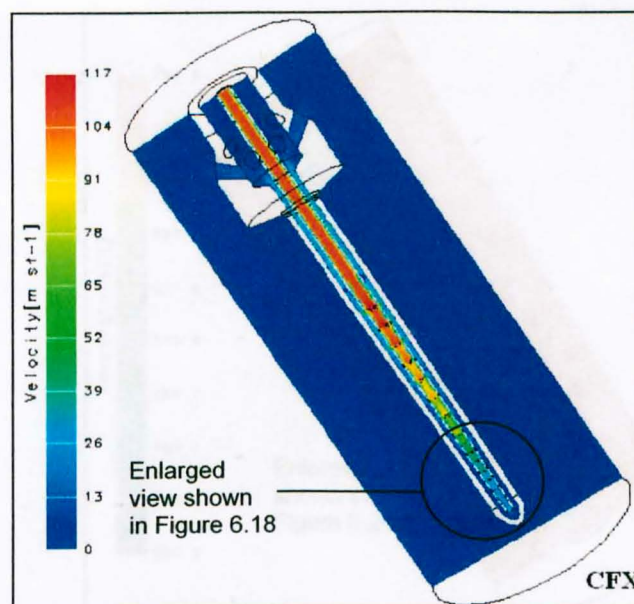 117
104
91
78
65
52
39
26
13
0
Velocity[m st-1)
Enlarged
view shown
in Figure 6.18
CFX